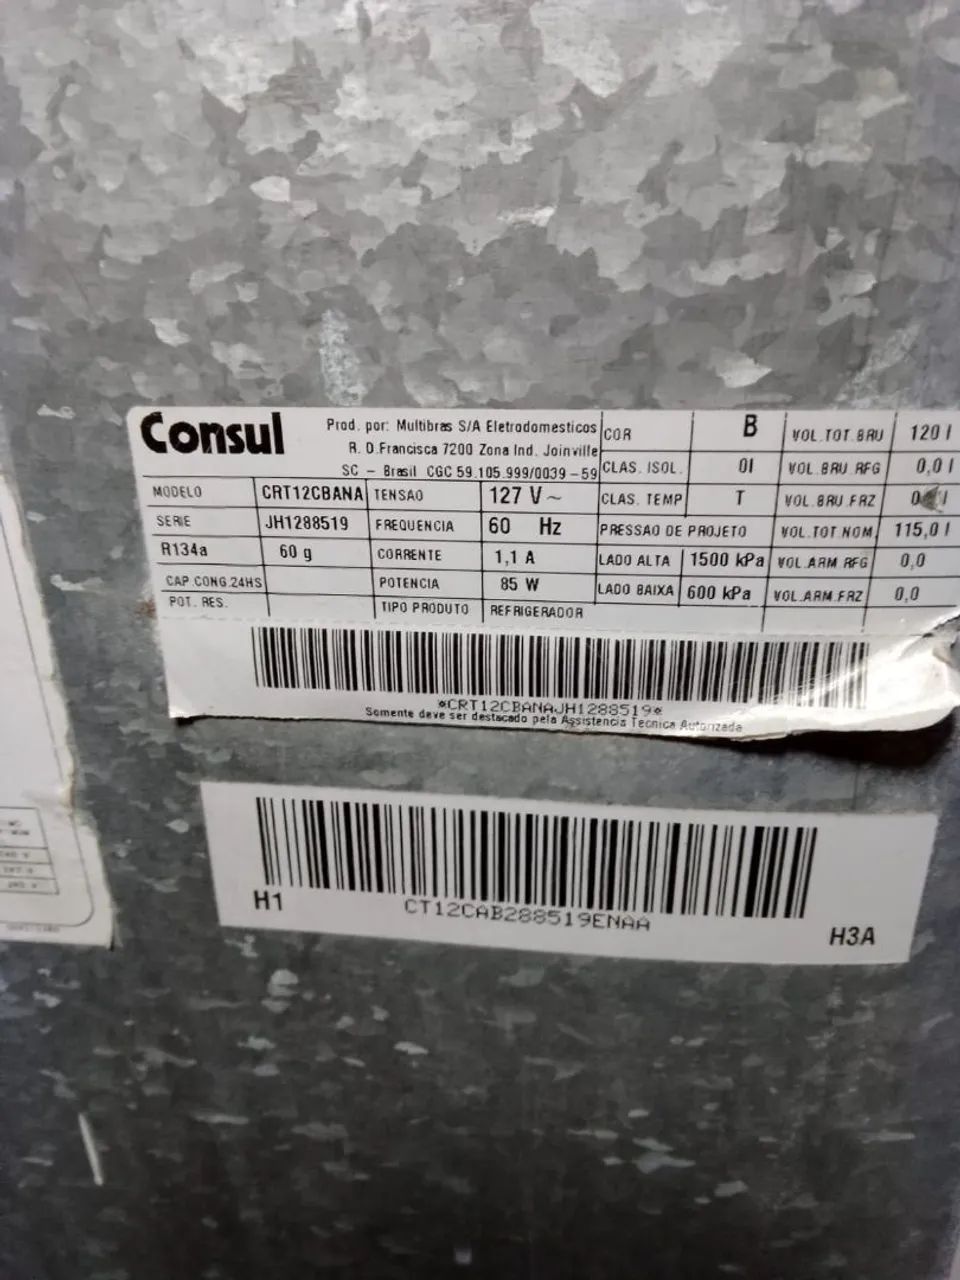 Consul
Prod. por: Multibras S/A Eletrodomesticos
R. D.Francisca 7200 Zona Ind. Joinville
SC - Brasil CGC 59.105.999/0039-59
MODELO CRT12CBANA TENSAO 127 V~
SERIE JH1288519 FREQUENCIA 60 Hz
R134a 60 g CORRENTE 1,1 A
CAP.CONG.24HS POTENCIA 85 W
POT. RES. TIPO PRODUTO REFRIGERADOR
COR B VOL.TOT.BRU 120 l
CLAS. ISOL. 01 VOL.BRU.RFG 0,0 l
CLAS. TEMP T VOL.BRU.FRZ
PRESSAO DE PROJETO VOL.TOT.NOM 115,0 l
LADO ALTA 1500 kPa VOL.ARM RFG 0,0
LADO BAIXA 600 kPa VOL.ARM.FRZ 0,0
*CRT12CBANAJH1288519*
Somente deve ser destacado pela Assistencia Tecnica Autorizada
H1 CT12CAB288519ENAA H3A